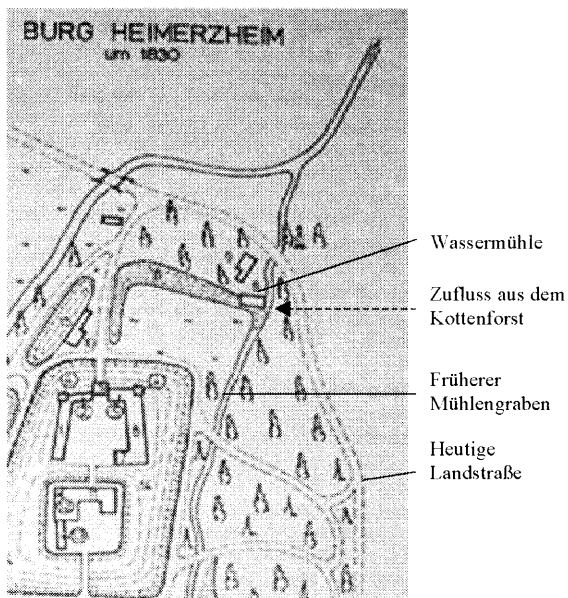 BURG HEIMERZHEIM
um 1830
Wassermühle
Zufluss aus dem
Kottenforst
Früherer
Mühlengraben
Heutige
Landstraße